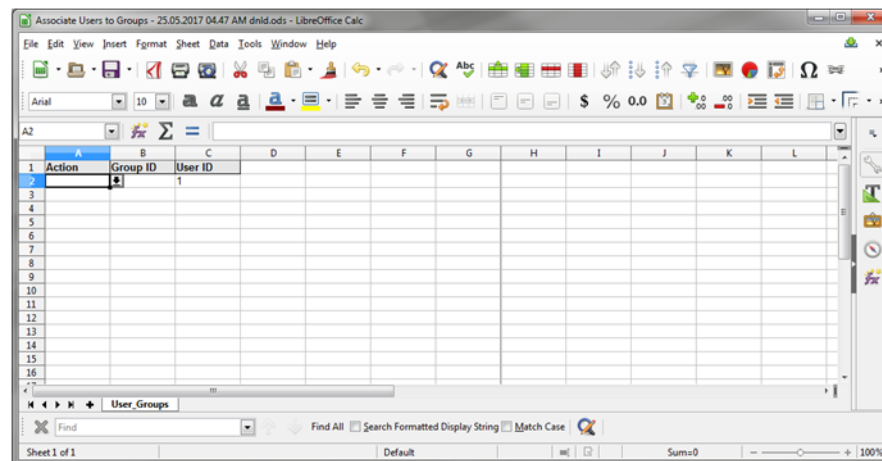 Associate Users to Groups - 25.05.2017 04.47 AM dnld.ods - LibreOffice Calc
File Edit View Insert Format Sheet Data Tools Window Help
Abc
Arial 10 a a a $ % 0.0
A2
A B C D E F G H I J K L
1 Action Group ID User ID
2 1
3
4
5
6
7
8
9
10
11
12
13
14
15
16
User_Groups
Find Find All Search Formatted Display String Match Case
Sheet 1 of 1 Default Sum=0 100%